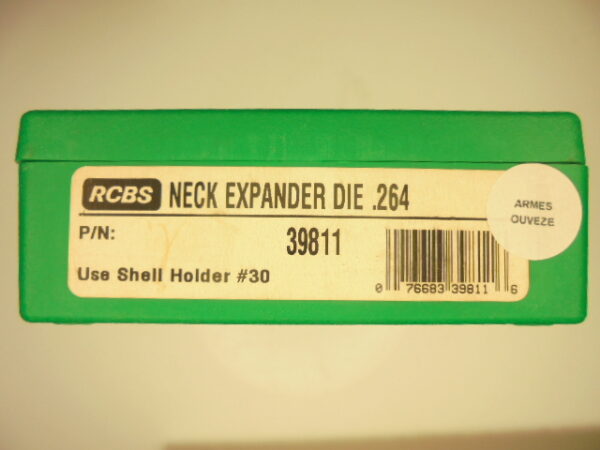 RCBS NECK EXPANDER DIE .264
ARMES
OUVEZE
P/N: 39811
Use Shell Holder #30
0 76683 39811 6